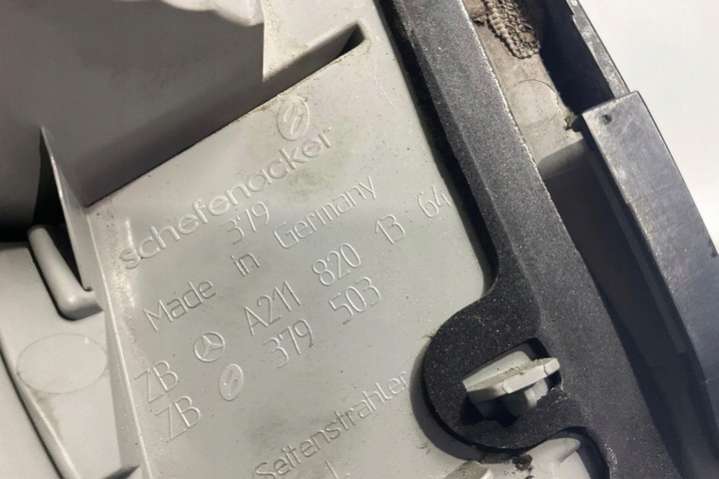 schefenacker
379
Made in Germany
ZB A211 820 13 64
ZB 379 503
Seitenstrahler
L